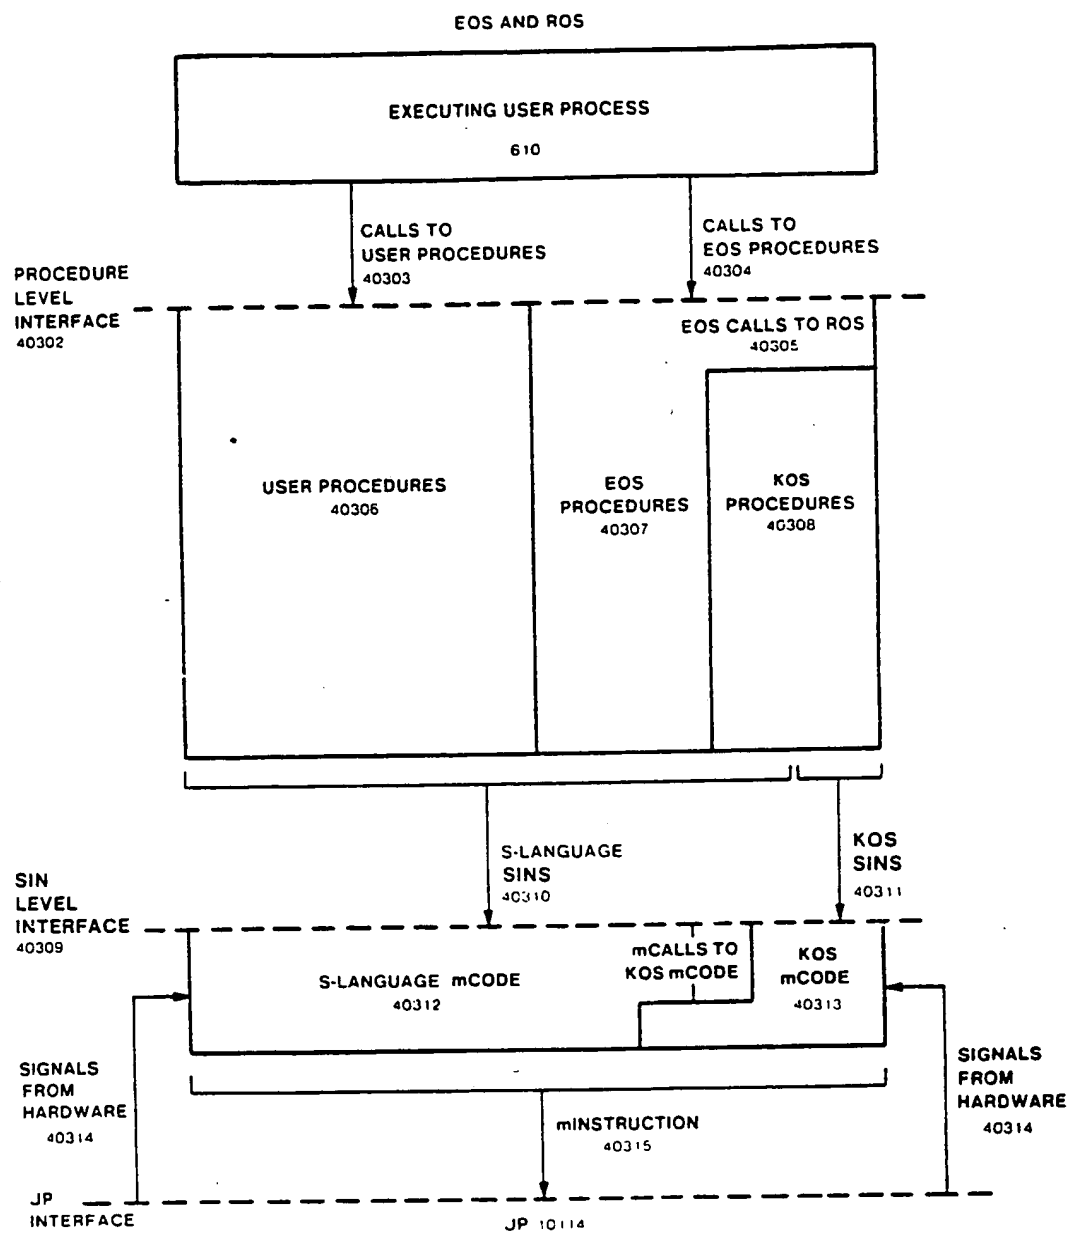 EOS AND ROS
EXECUTING USER PROCESS
610
CALLS TO
USER PROCEDURES
40303
CALLS TO
EOS PROCEDURES
40304
PROCEDURE
LEVEL
INTERFACE
40302
EOS CALLS TO ROS
40305
USER PROCEDURES
40306
EOS
PROCEDURES
40307
KOS
PROCEDURES
40308
S-LANGUAGE
SINS
40310
KOS
SINS
40311
SIN
LEVEL
INTERFACE
40309
S-LANGUAGE mCODE
40312
mCALLS TO
KOS mCODE
KOS
mCODE
40313
SIGNALS
FROM
HARDWARE
40314
mINSTRUCTION
40315
SIGNALS
FROM
HARDWARE
40314
JP
INTERFACE
JP 10114